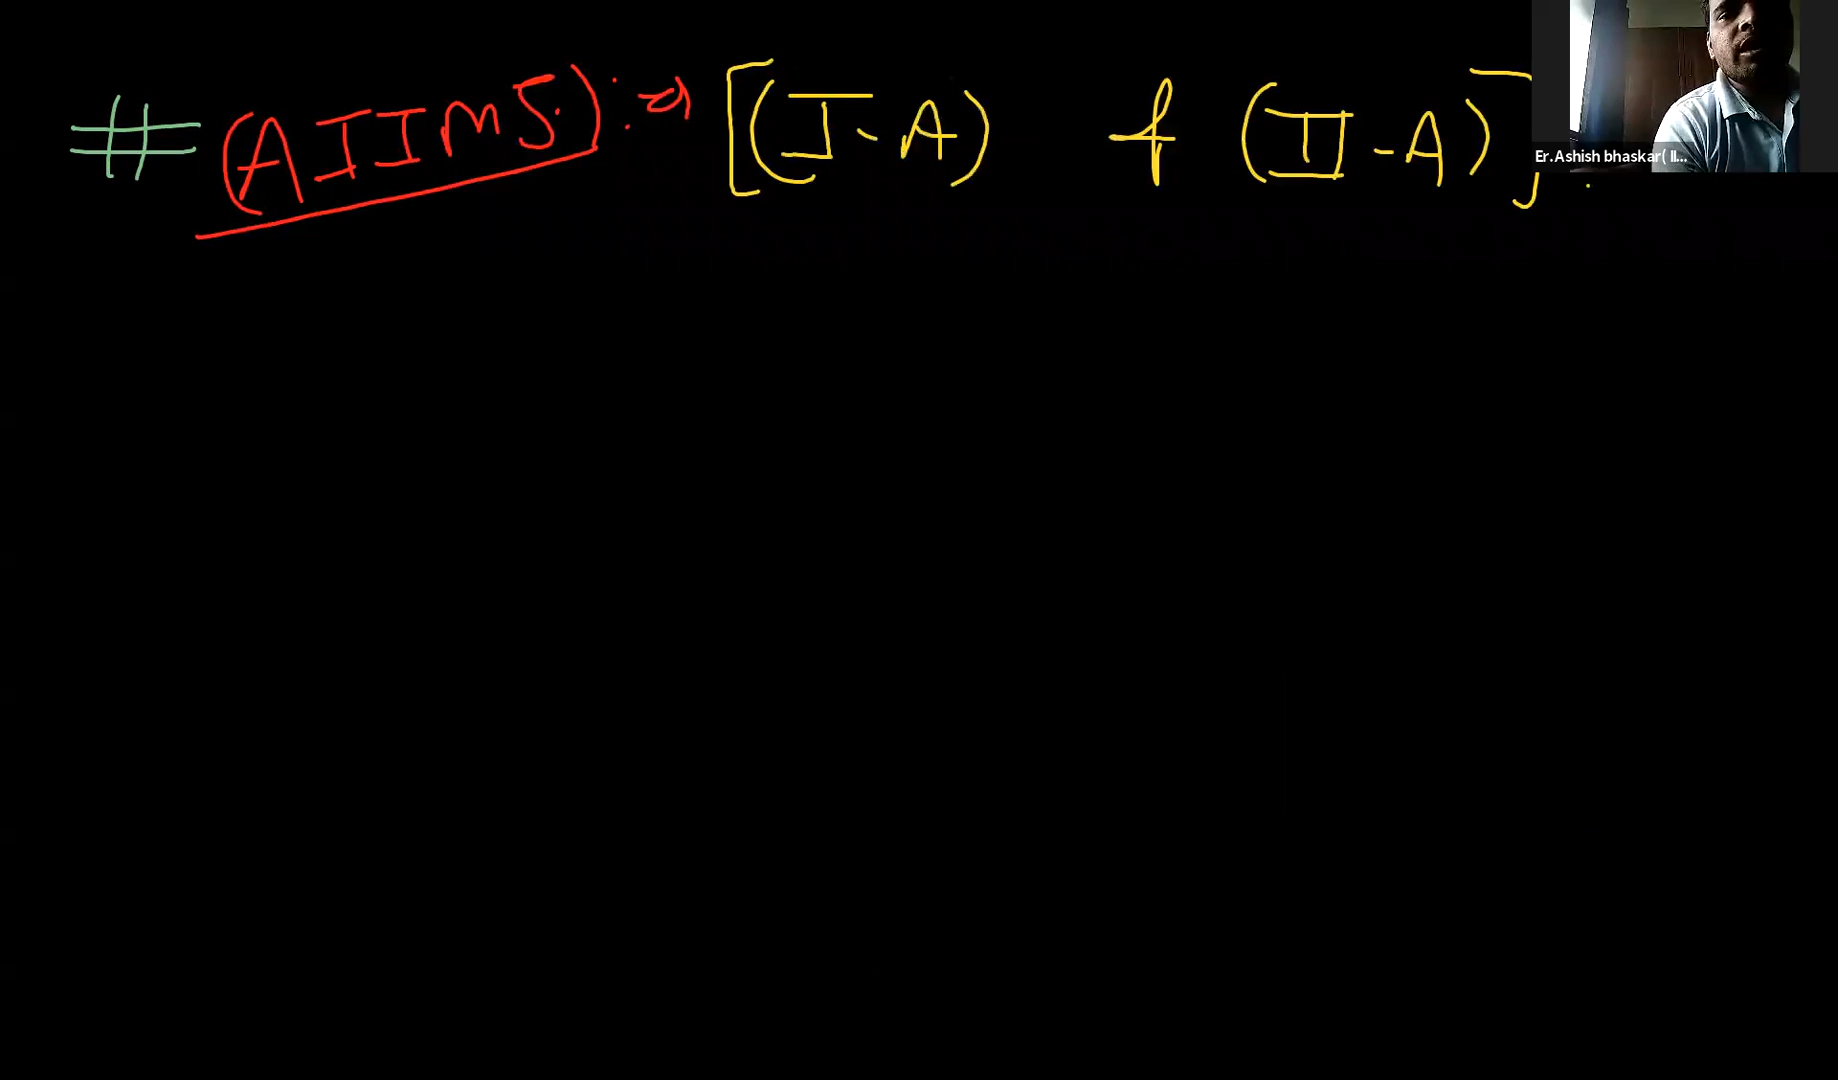 # (AIIMS) :⇒ [(I-A) & (II-A)].
Er.Ashish bhaskar( II...